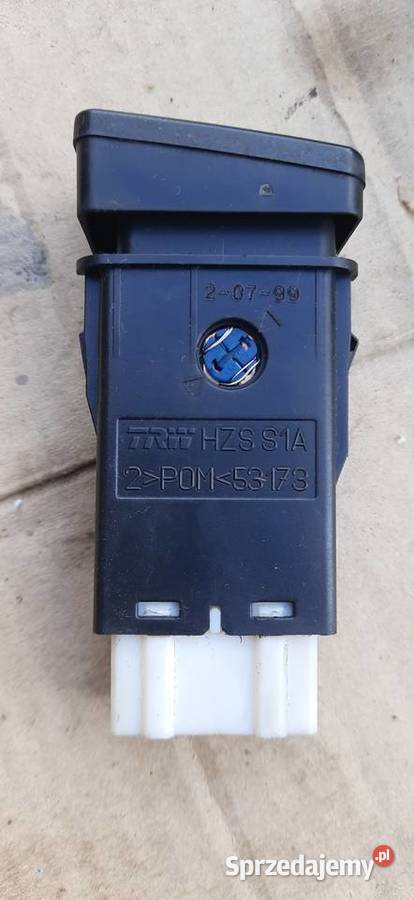 2-07-99
TRW HZS S1A
2>POM<53-173
Sprzedajemy.pl